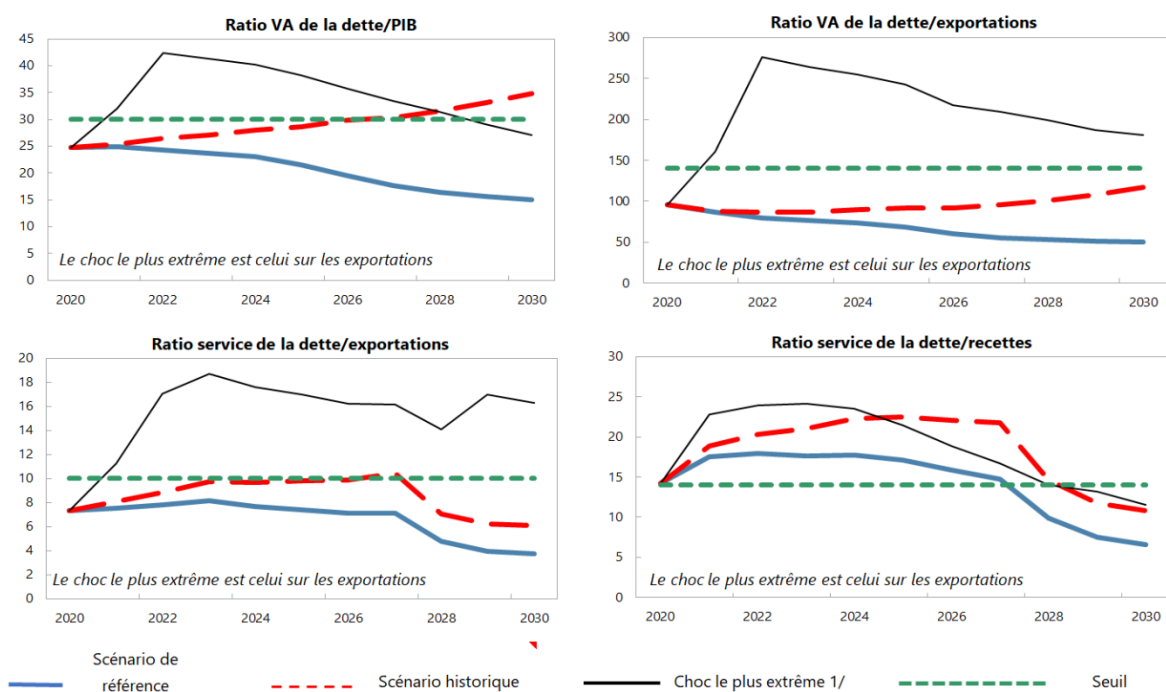 Ratio VA de la dette/PIB
45
40
35
30
25
20
15
10
5
0
Le choc le plus extrême est celui sur les exportations
2020 2022 2024 2026 2028 2030
Ratio VA de la dette/exportations
300
250
200
150
100
50
0
Le choc le plus extrême est celui sur les exportations
2020 2022 2024 2026 2028 2030
Ratio service de la dette/exportations
20
18
16
14
12
10
8
6
4
2
0
Le choc le plus extrême est celui sur les exportations
2020 2022 2024 2026 2028 2030
Ratio service de la dette/recettes
30
25
20
15
10
5
0
Le choc le plus extrême est celui sur les exportations
2020 2022 2024 2026 2028 2030
Scénario de
référence
Scénario historique
Choc le plus extrême 1/
Seuil